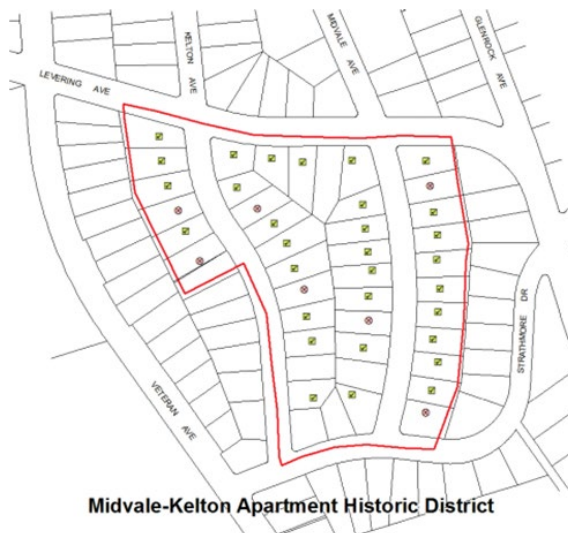 LEVERING AVE
KELTON
AVE
MIDVALE
AVE
GLENROCK
AVE
STRATHMORE DR
VETERAN AVE
Midvale-Kelton Apartment Historic District